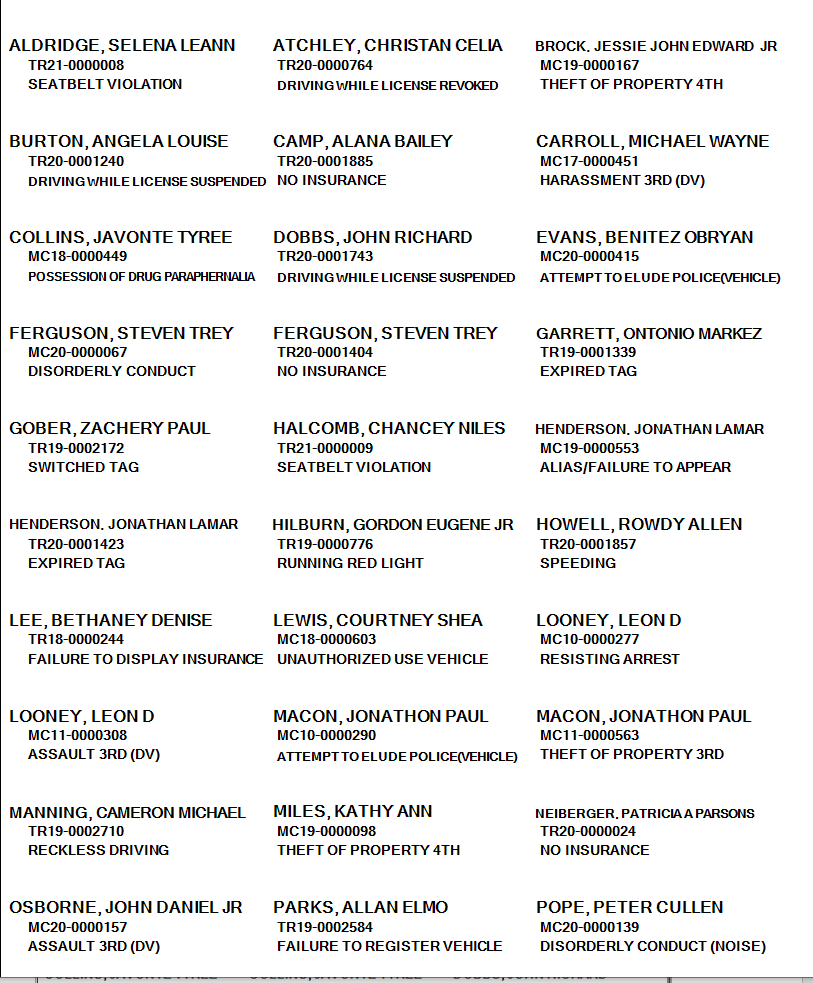 ALDRIDGE, SELENA LEANN
TR21-0000008
SEATBELT VIOLATION
ATCHLEY, CHRISTAN CELIA
TR20-0000764
DRIVING WHILE LICENSE REVOKED
BROCK, JESSIE JOHN EDWARD JR
MC19-0000167
THEFT OF PROPERTY 4TH
BURTON, ANGELA LOUISE
TR20-0001240
DRIVING WHILE LICENSE SUSPENDED
CAMP, ALANA BAILEY
TR20-0001885
NO INSURANCE
CARROLL, MICHAEL WAYNE
MC17-0000451
HARASSMENT 3RD (DV)
COLLINS, JAVONTE TYREE
MC18-0000449
POSSESSION OF DRUG PARAPHERNALIA
DOBBS, JOHN RICHARD
TR20-0001743
DRIVING WHILE LICENSE SUSPENDED
EVANS, BENITEZ OBRYAN
MC20-0000415
ATTEMPT TO ELUDE POLICE(VEHICLE)
FERGUSON, STEVEN TREY
MC20-0000067
DISORDERLY CONDUCT
FERGUSON, STEVEN TREY
TR20-0001404
NO INSURANCE
GARRETT, ONTONIO MARKEZ
TR19-0001339
EXPIRED TAG
GOBER, ZACHERY PAUL
TR19-0002172
SWITCHED TAG
HALCOMB, CHANCEY NILES
TR21-0000009
SEATBELT VIOLATION
HENDERSON, JONATHAN LAMAR
MC19-0000553
ALIAS/FAILURE TO APPEAR
HENDERSON, JONATHAN LAMAR
TR20-0001423
EXPIRED TAG
HILBURN, GORDON EUGENE JR
TR19-0000776
RUNNING RED LIGHT
HOWELL, ROWDY ALLEN
TR20-0001857
SPEEDING
LEE, BETHANEY DENISE
TR18-0000244
FAILURE TO DISPLAY INSURANCE
LEWIS, COURTNEY SHEA
MC18-0000603
UNAUTHORIZED USE VEHICLE
LOONEY, LEON D
MC10-0000277
RESISTING ARREST
LOONEY, LEON D
MC11-0000308
ASSAULT 3RD (DV)
MACON, JONATHON PAUL
MC10-0000290
ATTEMPT TO ELUDE POLICE(VEHICLE)
MACON, JONATHON PAUL
MC11-0000563
THEFT OF PROPERTY 3RD
MANNING, CAMERON MICHAEL
TR19-0002710
RECKLESS DRIVING
MILES, KATHY ANN
MC19-0000098
THEFT OF PROPERTY 4TH
NEIBERGER, PATRICIA A PARSONS
TR20-0000024
NO INSURANCE
OSBORNE, JOHN DANIEL JR
MC20-0000157
ASSAULT 3RD (DV)
PARKS, ALLAN ELMO
TR19-0002584
FAILURE TO REGISTER VEHICLE
POPE, PETER CULLEN
MC20-0000139
DISORDERLY CONDUCT (NOISE)